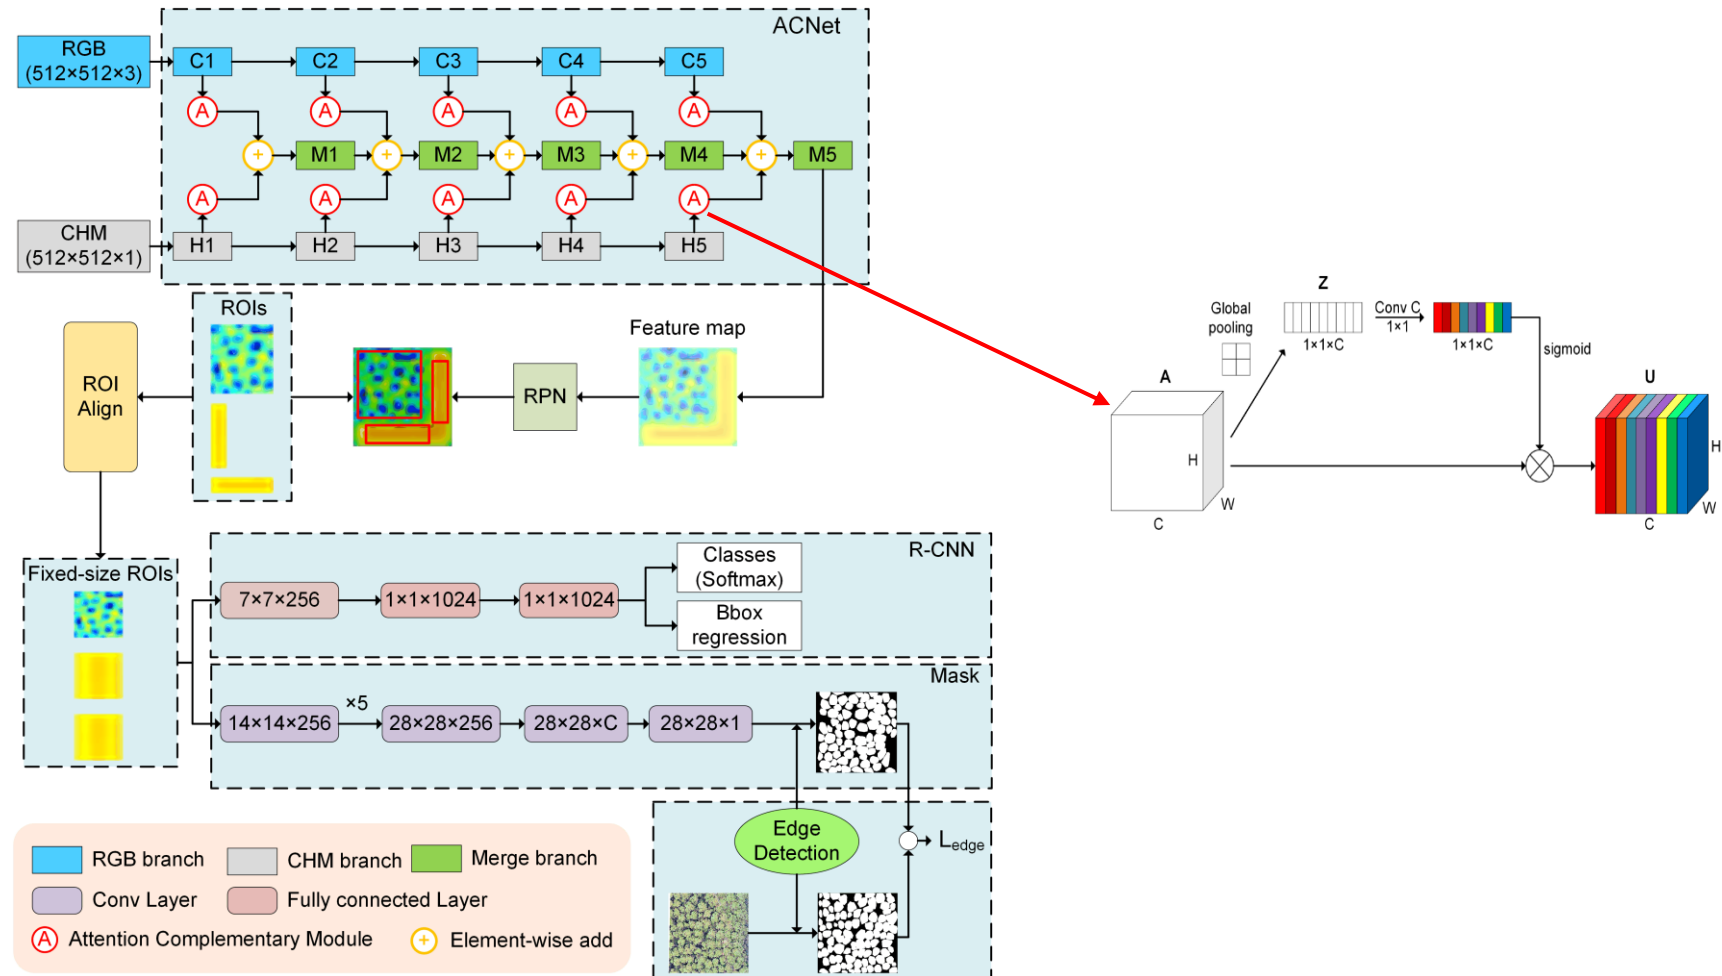 ACNet
RGB
(512×512×3)
C1
C2
C3
C4
C5
A
A
A
A
A
+
M1
+
M2
+
M3
+
M4
+
M5
A
A
A
A
A
CHM
(512×512×1)
H1
H2
H3
H4
H5
ROIs
Feature map
ROI
Align
RPN
Z
Global
pooling
Conv C
1×1
1×1×C
1×1×C
sigmoid
A
U
H
W
C
H
W
C
Fixed-size ROIs
R-CNN
7×7×256
1×1×1024
1×1×1024
Classes
(Softmax)
Bbox
regression
Mask
14×14×256
×5
28×28×256
28×28×C
28×28×1
Edge
Detection
Ledge
RGB branch
CHM branch
Merge branch
Conv Layer
Fully connected Layer
A Attention Complementary Module
+ Element-wise add